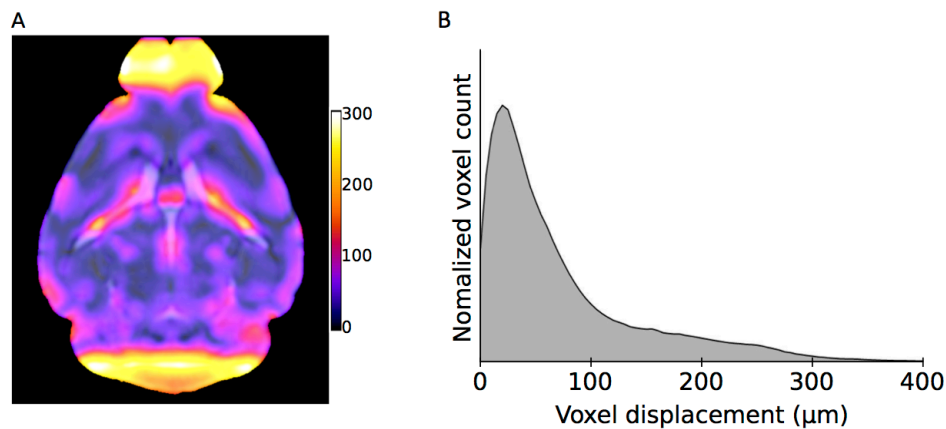 A
300
200
100
0
B
Nomalized voxel count
0 100 200 300 400
Voxel displacement (μm)